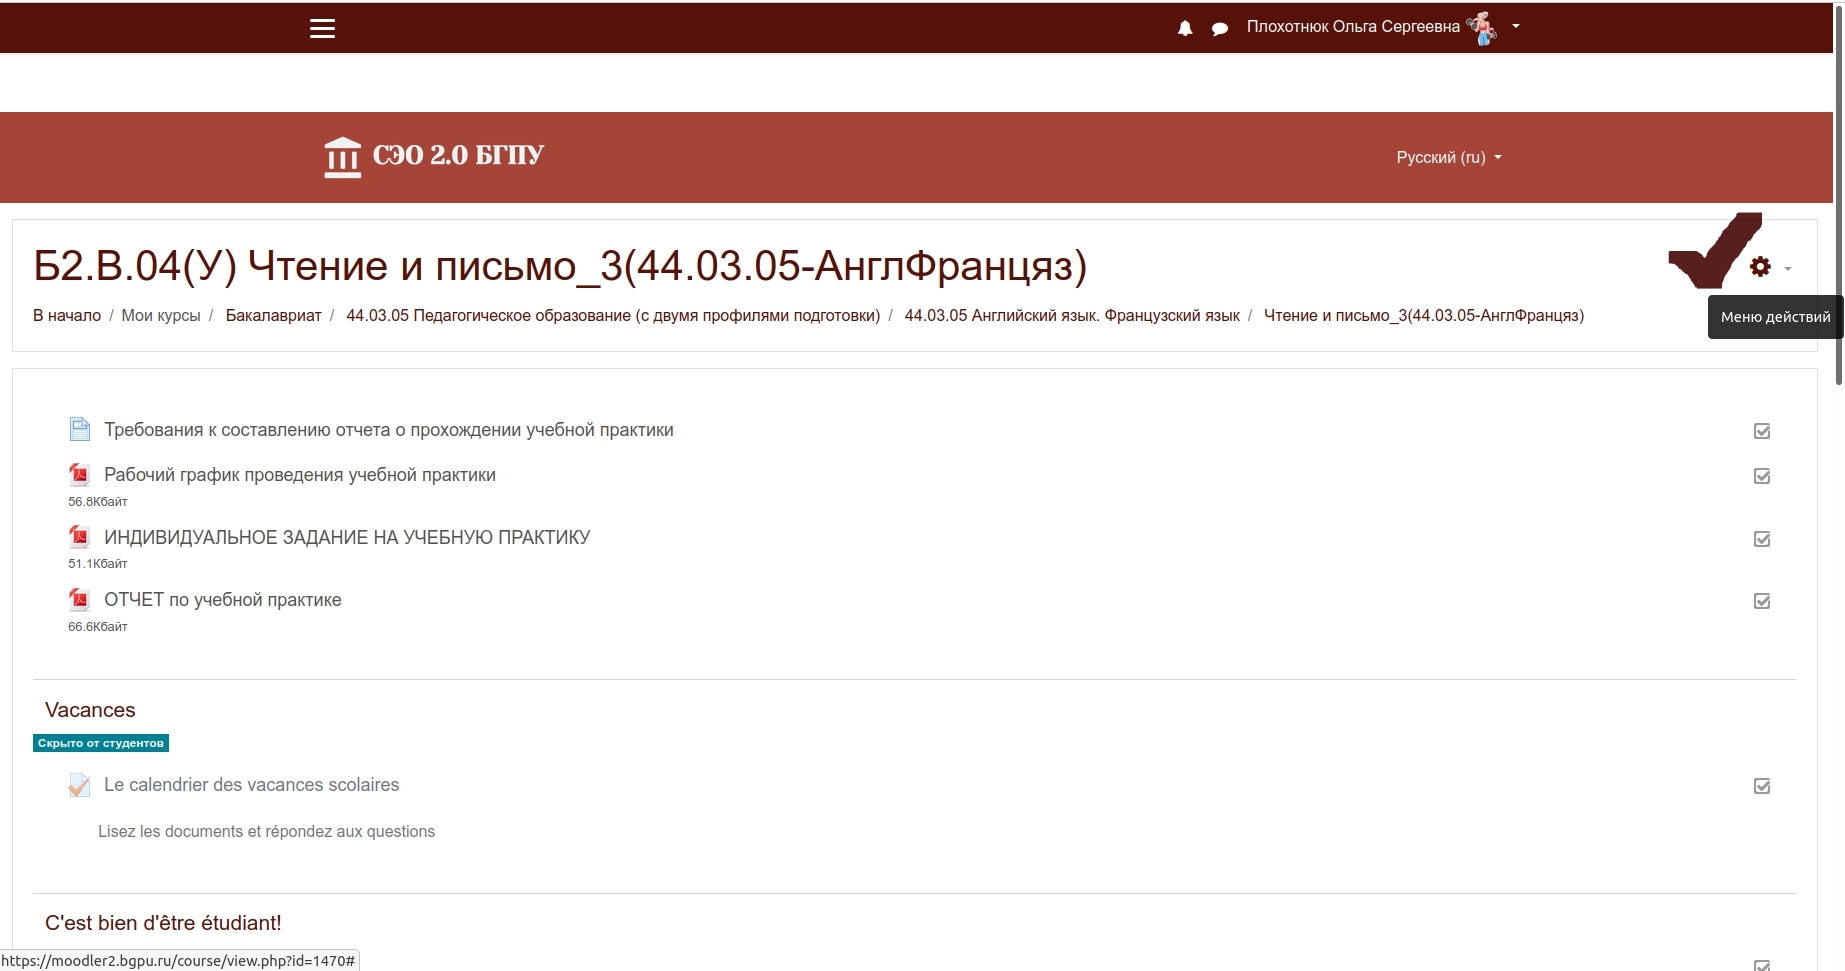 Плохотнюк Ольга Сергеевна
СЭО 2.0 БГПУ
Русский (ru)
Б2.В.04(У) Чтение и письмо_3(44.03.05-АнглФранцяз)
В начало / Мои курсы / Бакалавриат / 44.03.05 Педагогическое образование (с двумя профилями подготовки) / 44.03.05 Английский язык. Французский язык / Чтение и письмо_3(44.03.05-АнглФранцяз)
Меню действий
Требования к составлению отчета о прохождении учебной практики
Рабочий график проведения учебной практики
56.8Кбайт
ИНДИВИДУАЛЬНОЕ ЗАДАНИЕ НА УЧЕБНУЮ ПРАКТИКУ
51.1Кбайт
ОТЧЕТ по учебной практике
66.6Кбайт
Vacances
Скрыто от студентов
Le calendrier des vacances scolaires
Lisez les documents et répondez aux questions
C'est bien d'être étudiant!
https://moodler2.bgpu.ru/course/view.php?id=1470#